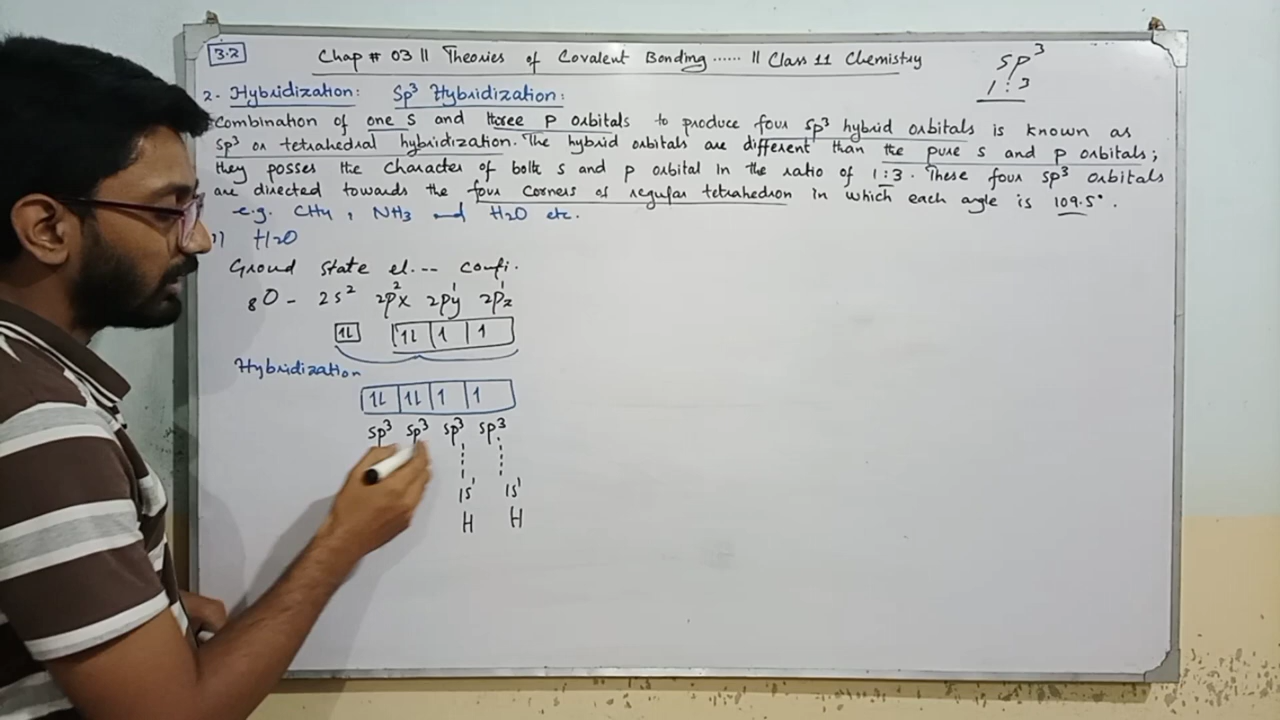 3.2
Chap # 03 || Theories of Covalent Bonding ...... || Class 11 Chemistry
sp³
1:3
2. Hybridization: Sp³ Hybridization:
Combination of one s and three p orbitals to produce four sp³ hybrid orbitals is known as
sp³ or tetrahedral hybridization. The hybrid orbitals are different than the pure s and p orbitals;
they posses the character of both s and p orbital in the ratio of 1:3. These four sp³ orbitals
are directed towards the four corners of regular tetrahedron in which each angle is 109.5°.
e.g. CH4, NH3 and H2O etc.
1) H2O
Ground state el... confi.
₈O - 2s² 2px² 2py¹ 2pz¹
1L 1L 1 1
Hybridization
1L 1L 1 1
sp³ sp³ sp³ sp³
1s¹ 1s¹
H H